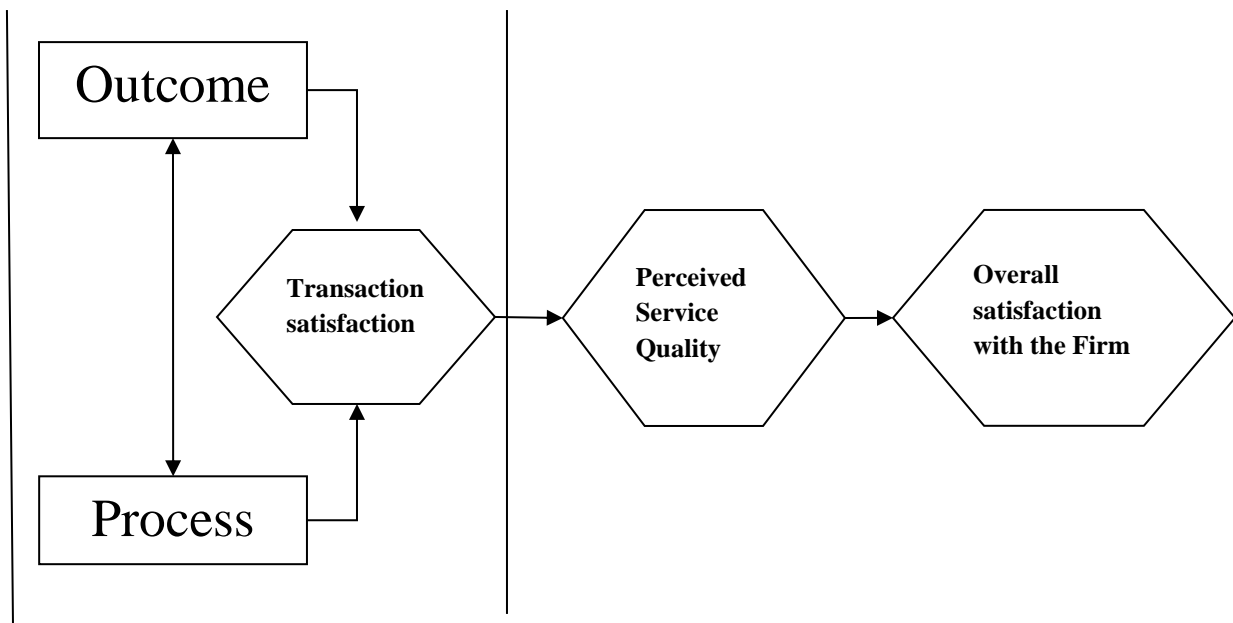 Outcome
Transaction
satisfaction
Process
Perceived
Service
Quality
Overall
satisfaction
with the Firm